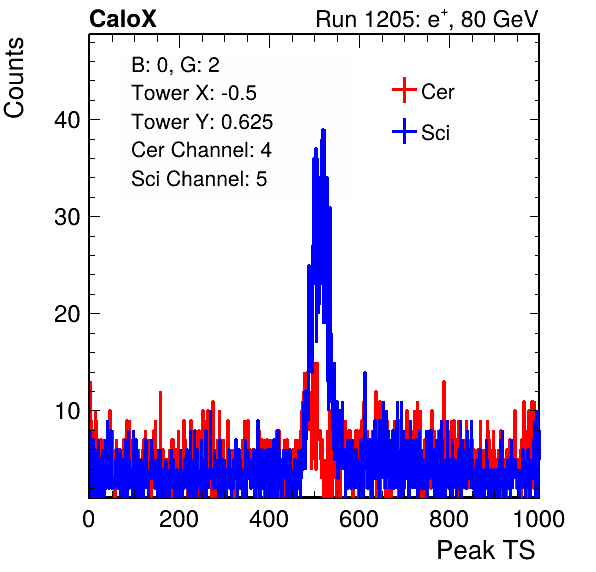 CaloX Run 1205: e⁺, 80 GeV
Counts
B: 0, G: 2
Tower X: -0.5
Tower Y: 0.625
Cer Channel: 4
Sci Channel: 5
Cer
Sci
40
30
20
10
0 200 400 600 800 1000
Peak TS